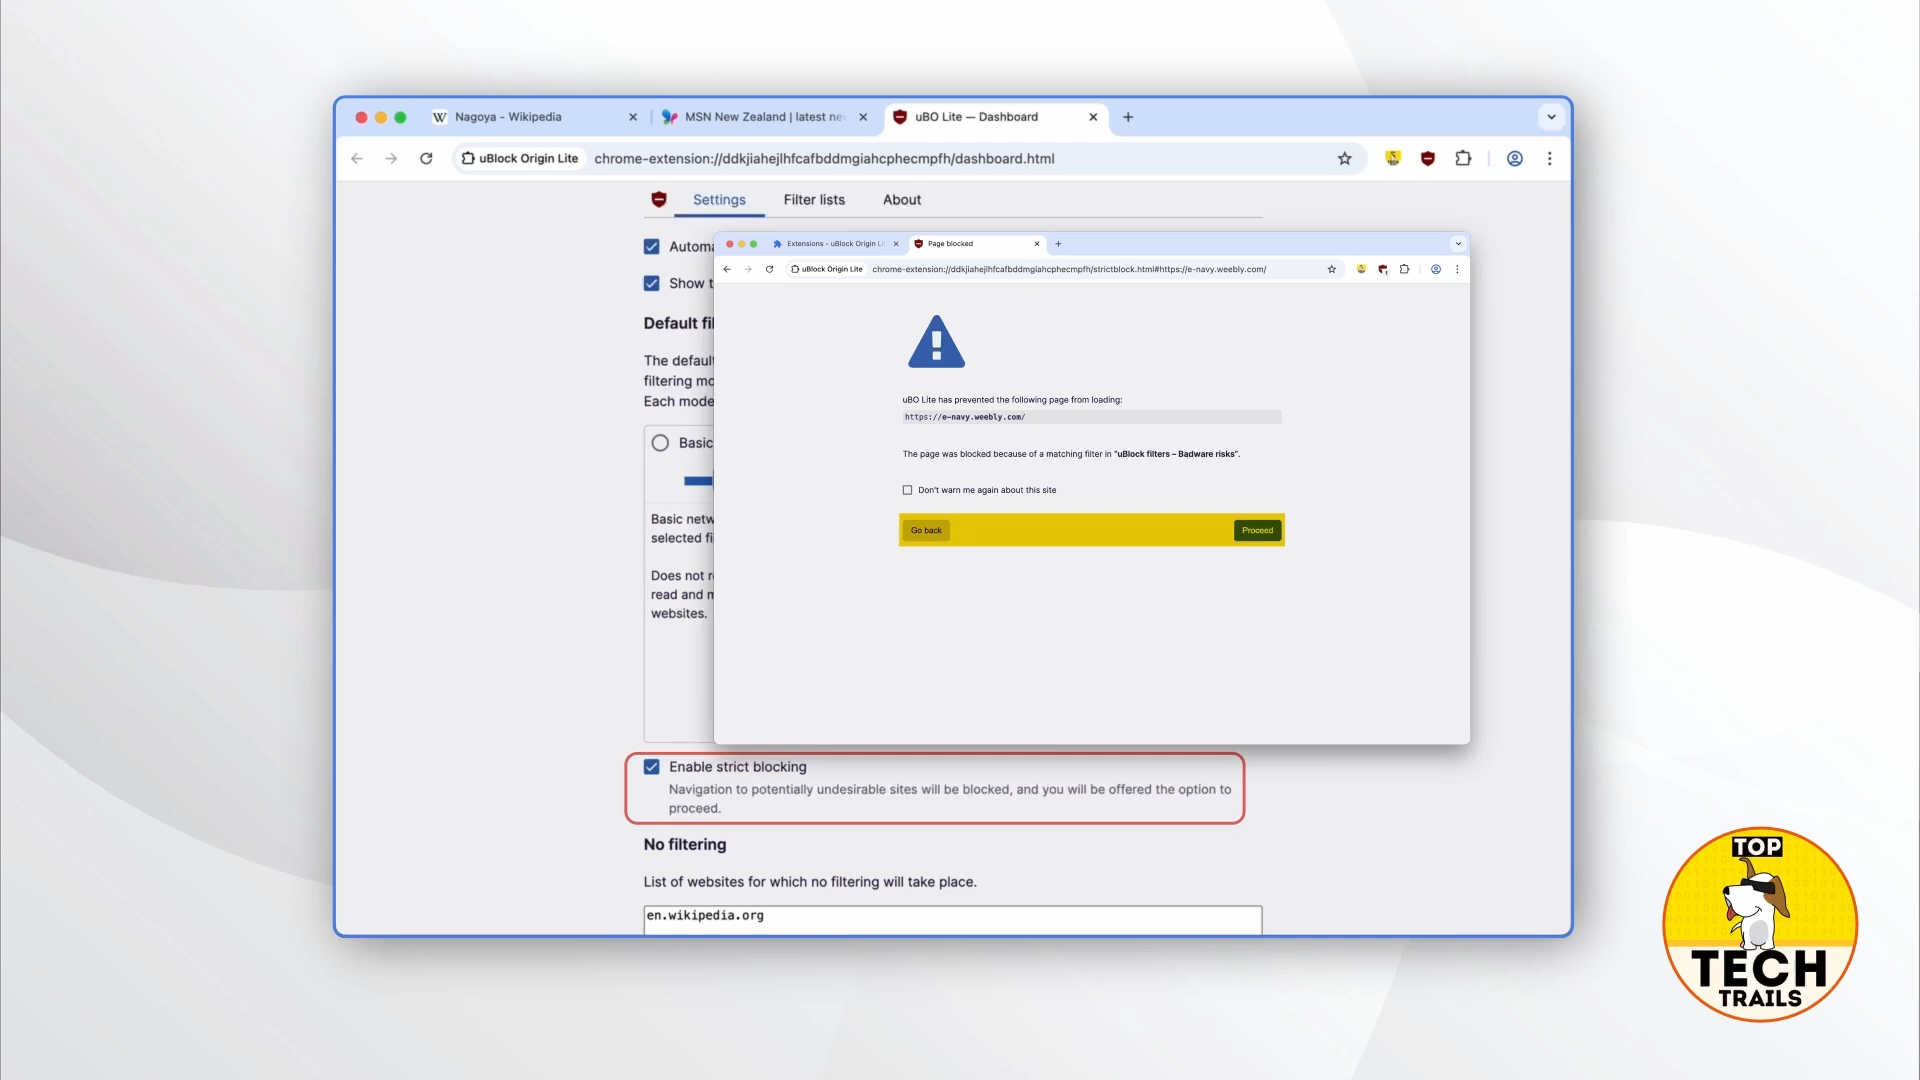 Nagoya - Wikipedia
MSN New Zealand | latest ne
uBO Lite — Dashboard
uBlock Origin Lite
chrome-extension://ddkjiahejlhfcafbddmgiahcphecmpfh/dashboard.html
Settings
Filter lists
About
Automa
Show t
Default fil
The default
filtering mo
Each mode
Basic
Basic netw
selected fi
Does not r
read and m
websites.
Extensions - uBlock Origin Li
Page blocked
uBlock Origin Lite
chrome-extension://ddkjiahejlhfcafbddmgiahcphecmpfh/strictblock.html#https://e-navy.weebly.com/
uBO Lite has prevented the following page from loading:
https://e-navy.weebly.com/
The page was blocked because of a matching filter in "uBlock filters – Badware risks".
Don't warm me again about this site
Go back
Proceed
Enable strict blocking
Navigation to potentially undesirable sites will be blocked, and you will be offered the option to
proceed.
No filtering
List of websites for which no filtering will take place.
en.wikipedia.org
TOP
TECH
TRAILS